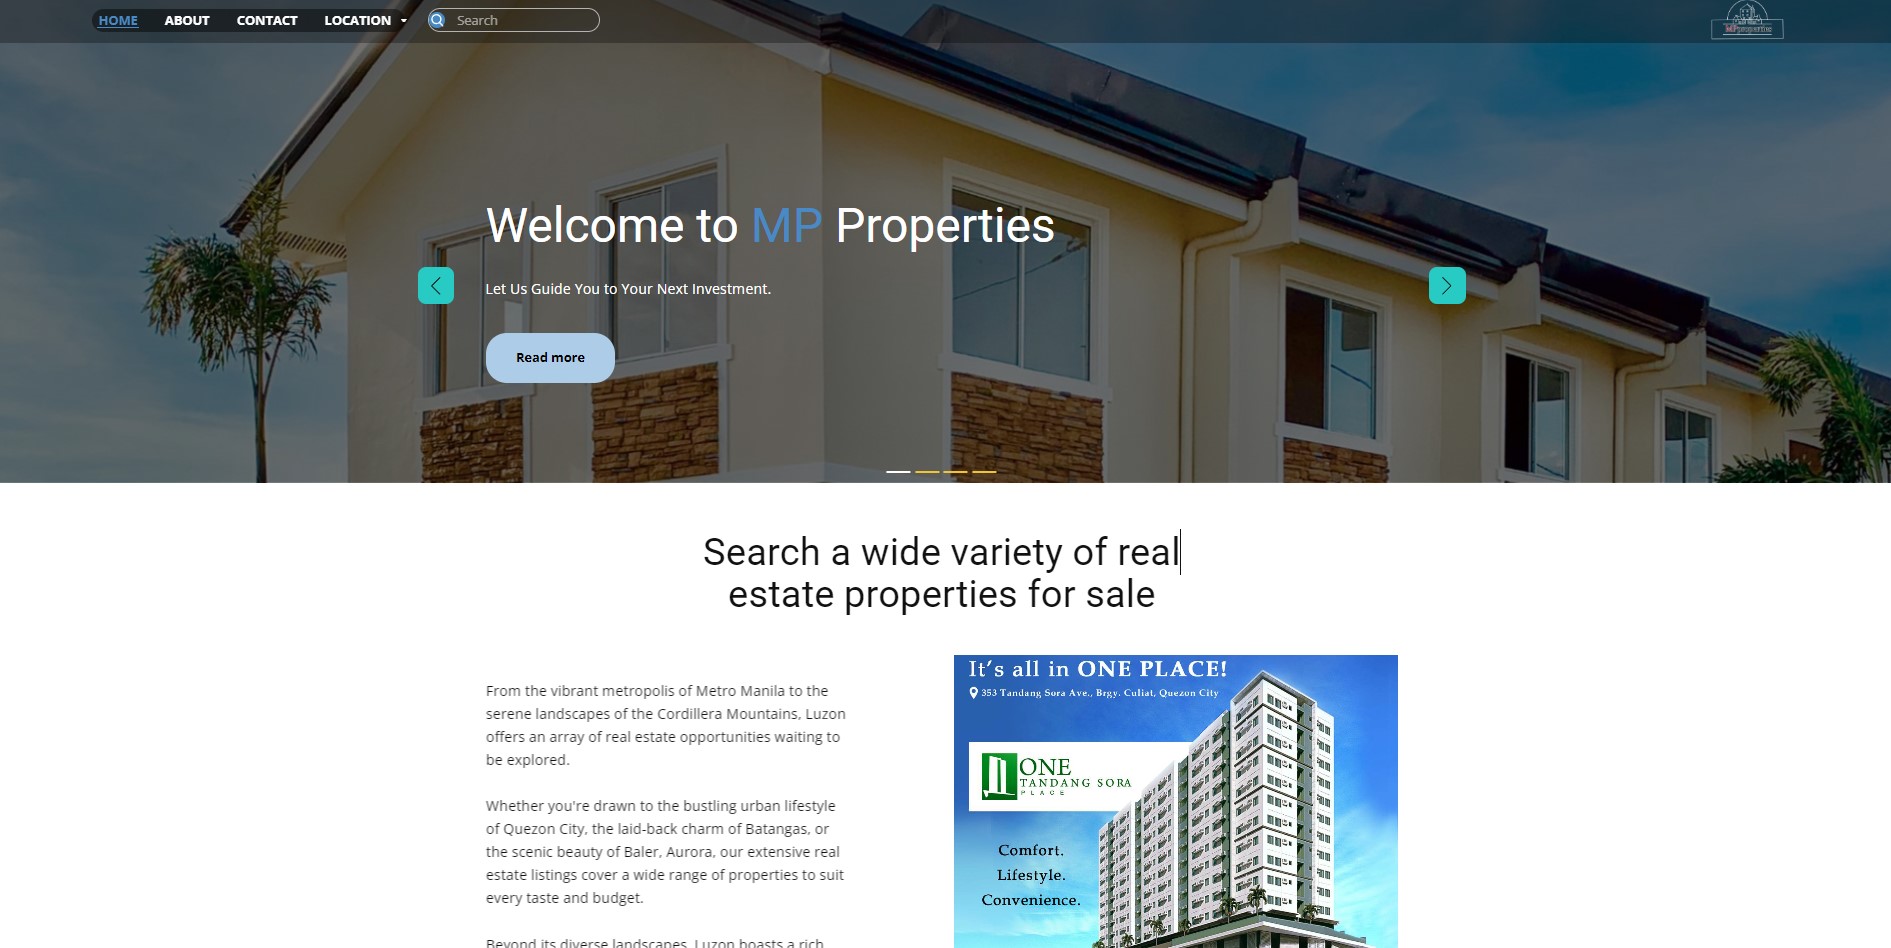 HOME ABOUT CONTACT LOCATION Search
MPproperties
Welcome to MP Properties
Let Us Guide You to Your Next Investment.
Read more
Search a wide variety of real
estate properties for sale
From the vibrant metropolis of Metro Manila to the
serene landscapes of the Cordillera Mountains, Luzon
offers an array of real estate opportunities waiting to
be explored.
Whether you're drawn to the bustling urban lifestyle
of Quezon City, the laid-back charm of Batangas, or
the scenic beauty of Baler, Aurora, our extensive real
estate listings cover a wide range of properties to suit
every taste and budget.
Beyond its diverse landscapes, Luzon boasts a rich
It's all in ONE PLACE!
353 Tandang Sora Ave., Brgy. Culiat, Quezon City
ONE
TANDANG SORA
PLACE
Comfort.
Lifestyle.
Convenience.